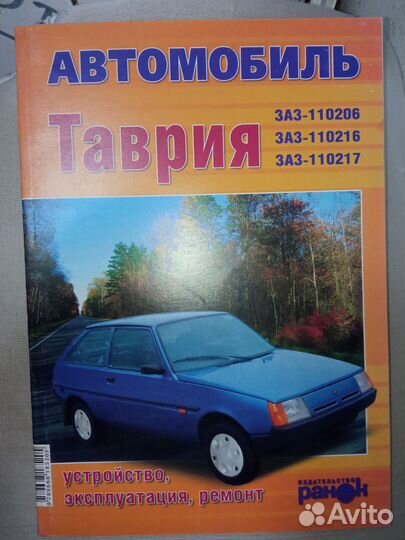 АВТОМОБИЛЬ
Таврия
ЗАЗ-110206
ЗАЗ-110216
ЗАЗ-110217
устройство,
эксплуатация, ремонт
издательство
ранок
Avito